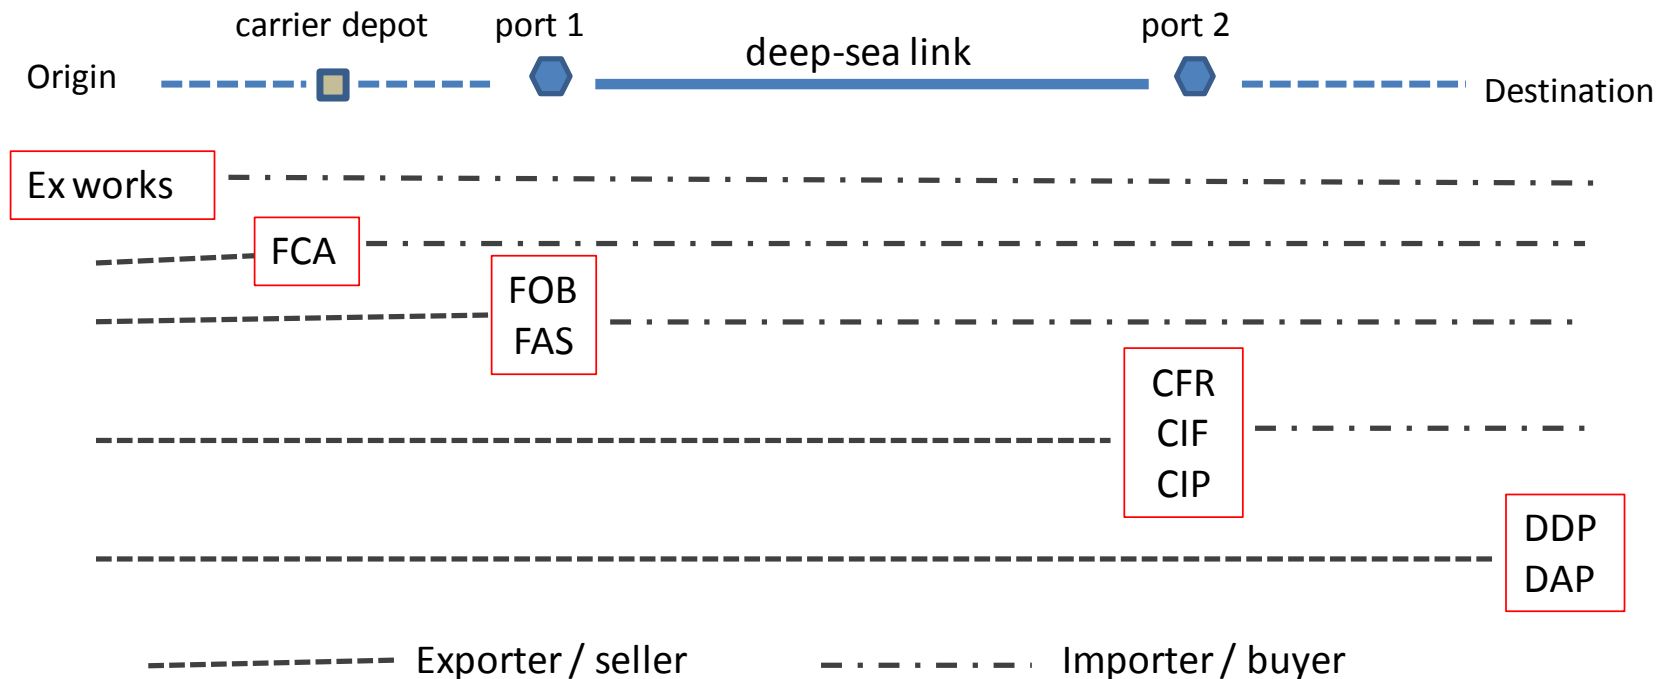 carrier depot
port 1
deep-sea link
port 2
Origin
Destination
Ex works
FCA
FOB
FAS
CFR
CIF
CIP
DDP
DAP
Exporter / seller
Importer / buyer